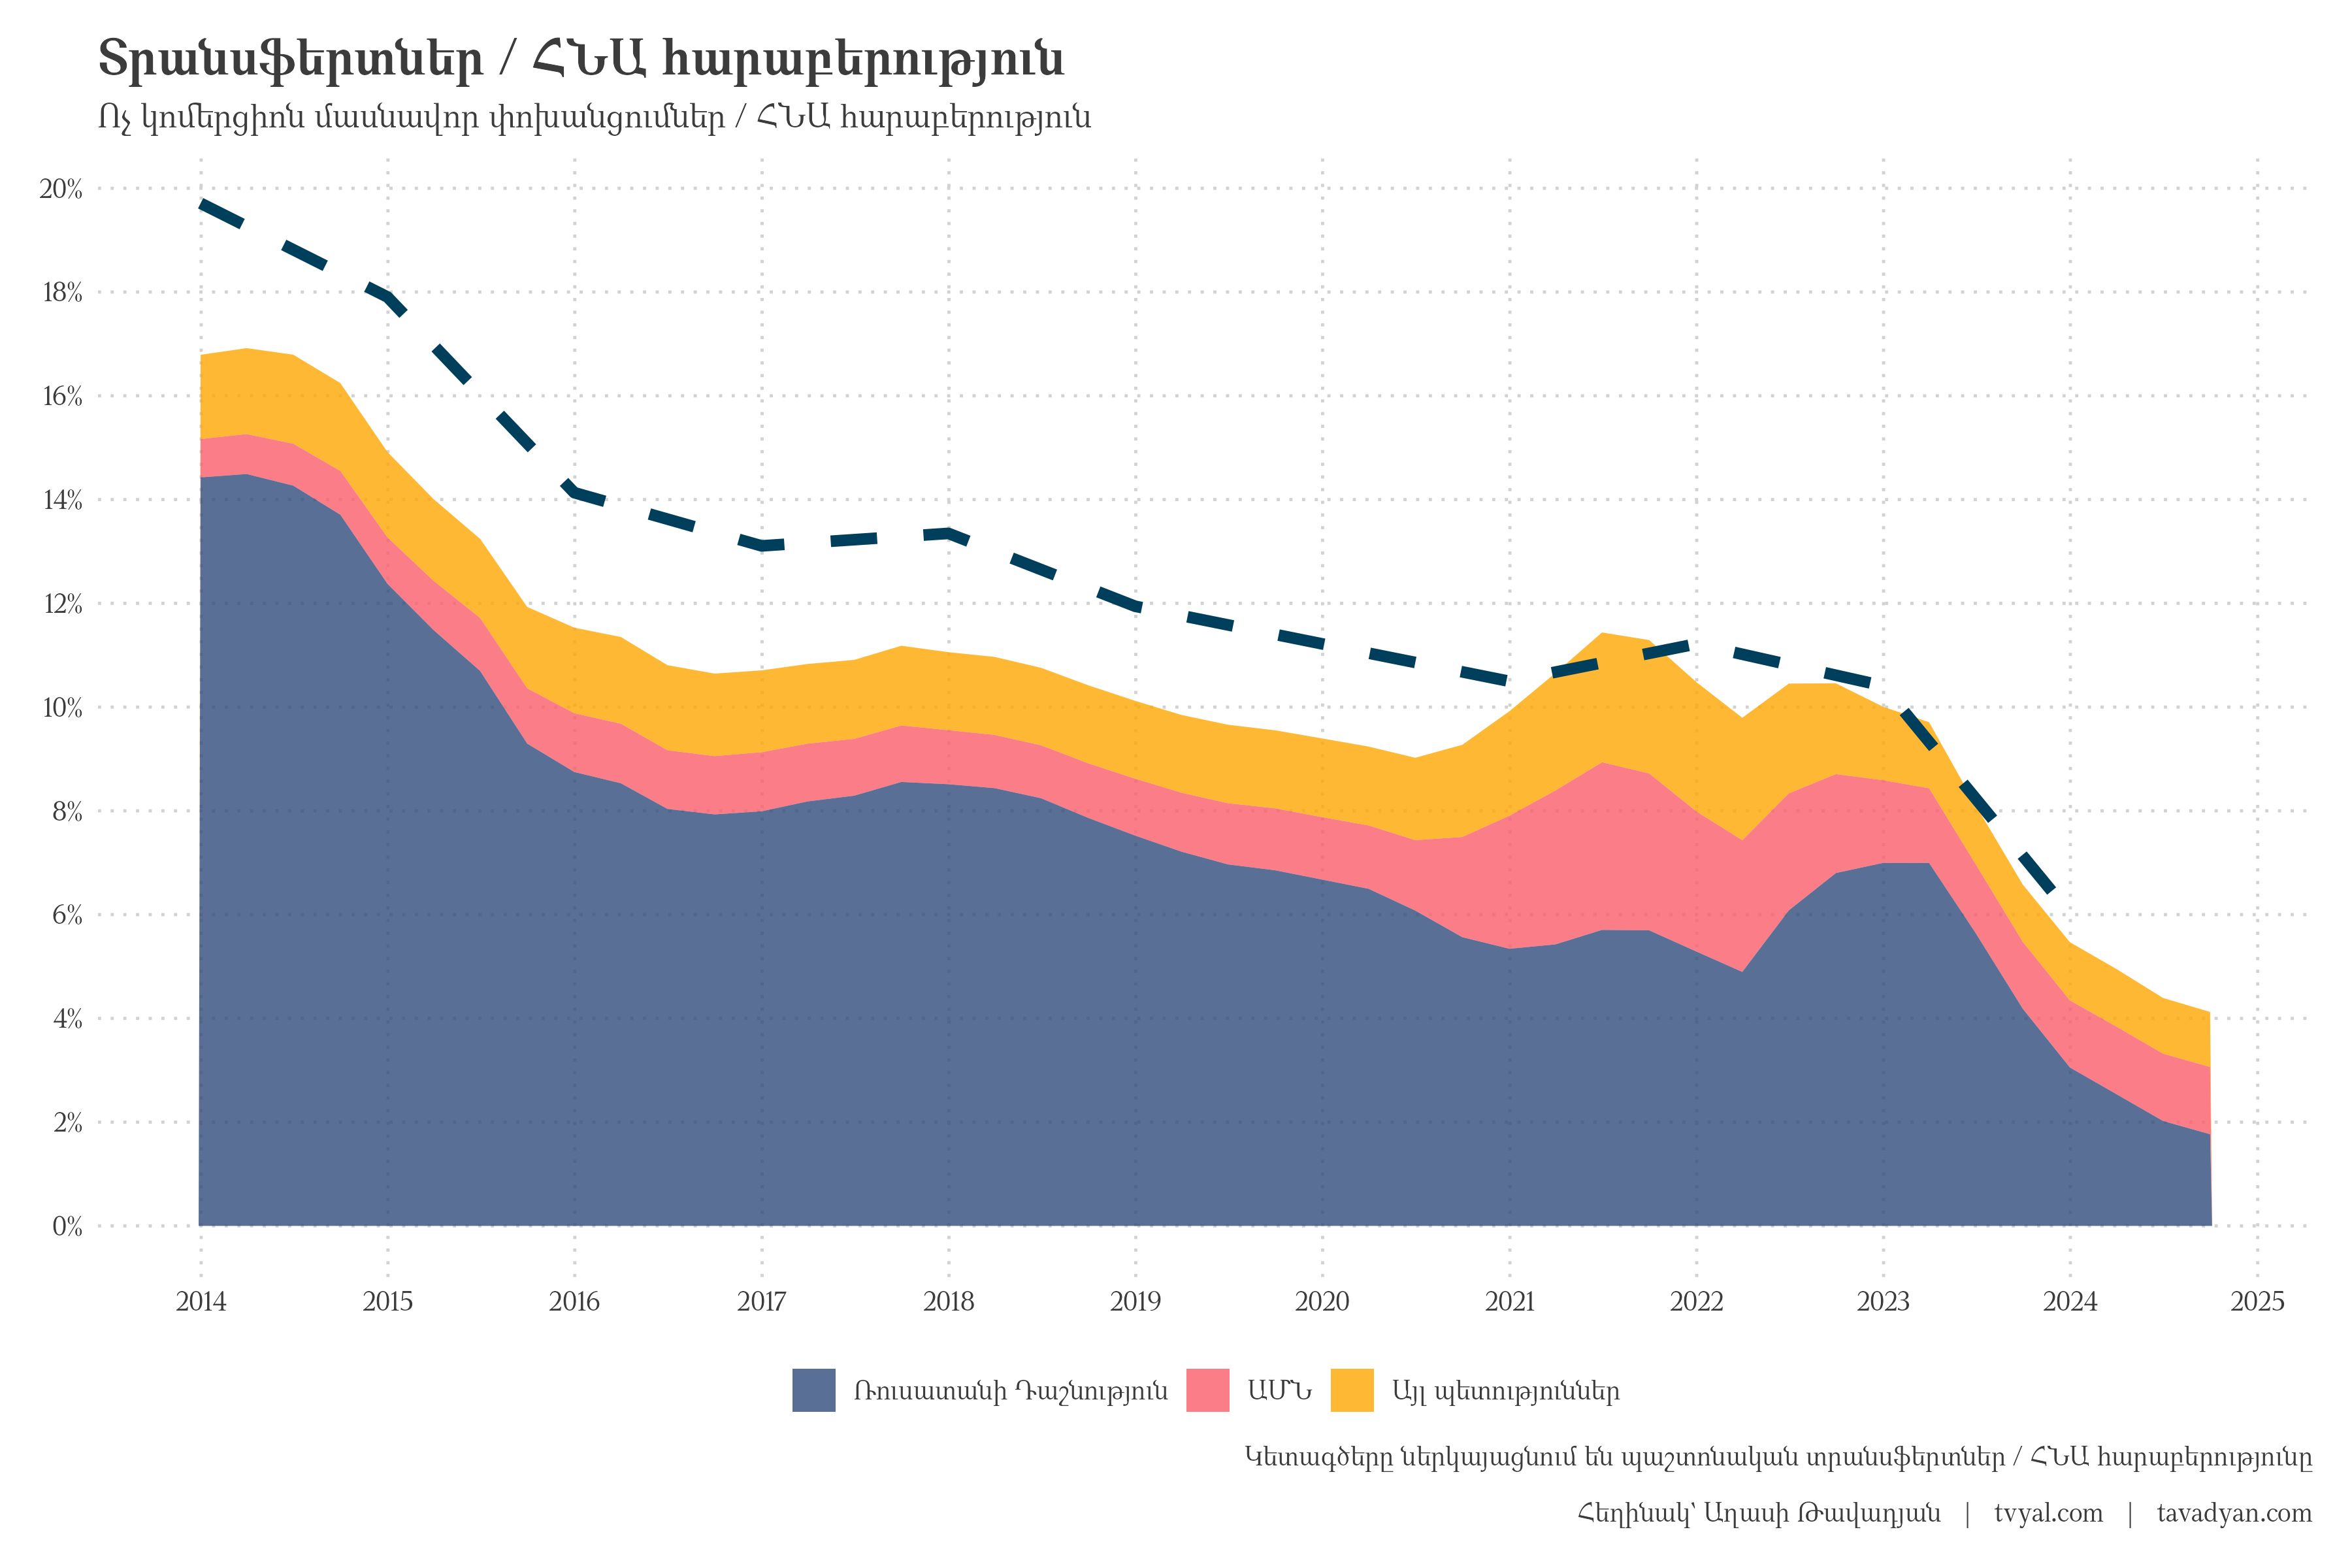 Տրանսֆերտներ / ՀՆԱ հարաբերություն
Ոչ կոմերցիոն մասնավոր փոխանցումներ / ՀՆԱ հարաբերություն
20%
18%
16%
14%
12%
10%
8%
6%
4%
2%
0%
2014 2015 2016 2017 2018 2019 2020 2021 2022 2023 2024 2025
Ռուսատանի Դաշնություն ԱՄՆ Այլ պետություններ
Կետագծերը ներկայացնում են պաշտոնական տրանսֆերտներ / ՀՆԱ հարաբերությունը
Հեղինակ՝ Աղասի Թավադյան | tvyal.com | tavadyan.com